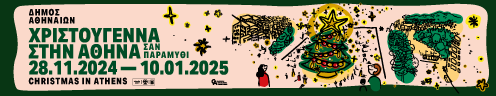 ΔΗΜΟΣ
ΑΘΗΝΑΙΩΝ
ΧΡΙΣΤΟΥΓΕΝΝΑ
ΣΤΗΝ ΑΘΗΝΑ ΣΑΝ ΠΑΡΑΜΥΘΙ
28.11.2024 — 10.01.2025
CHRISTMAS IN ATHENS